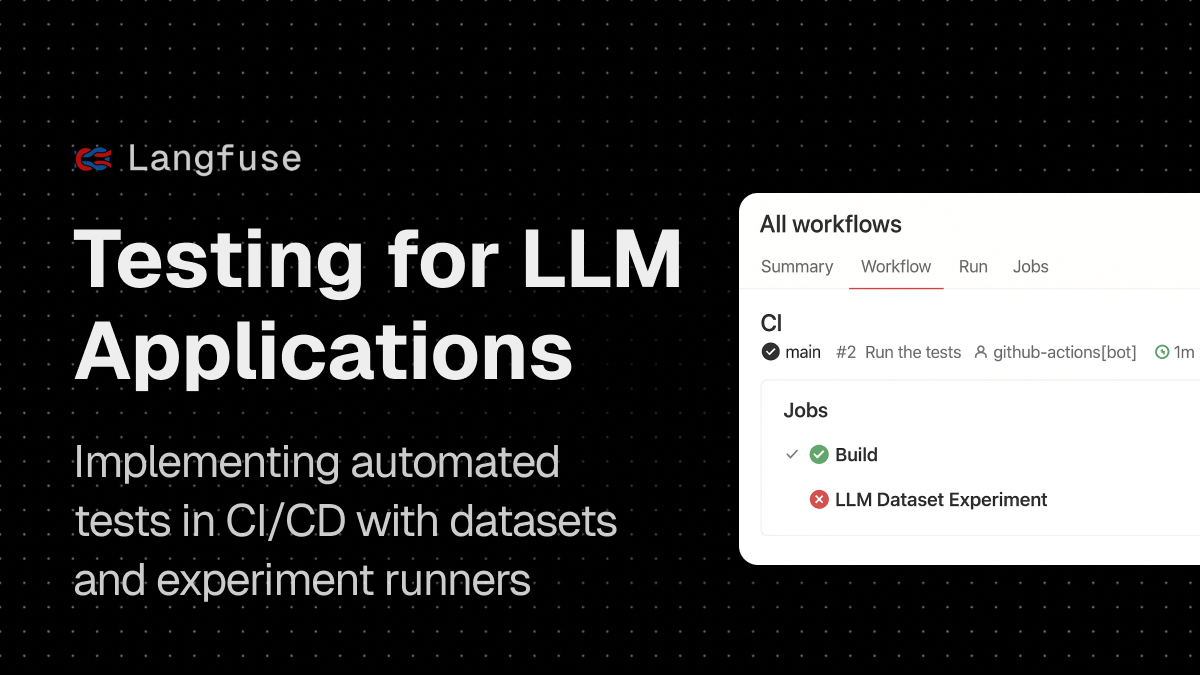 Langfuse
Testing for LLM
Applications
Implementing automated
tests in CI/CD with datasets
and experiment runners
All workflows
Summary Workflow Run Jobs
CI
main #2 Run the tests github-actions[bot] 1m
Jobs
Build
LLM Dataset Experiment